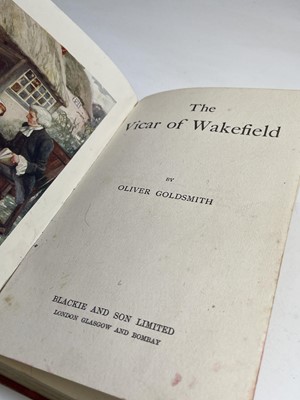 The
Vicar of Wakefield
BY
OLIVER GOLDSMITH
BLACKIE AND SON LIMITED
LONDON GLASGOW AND BOMBAY